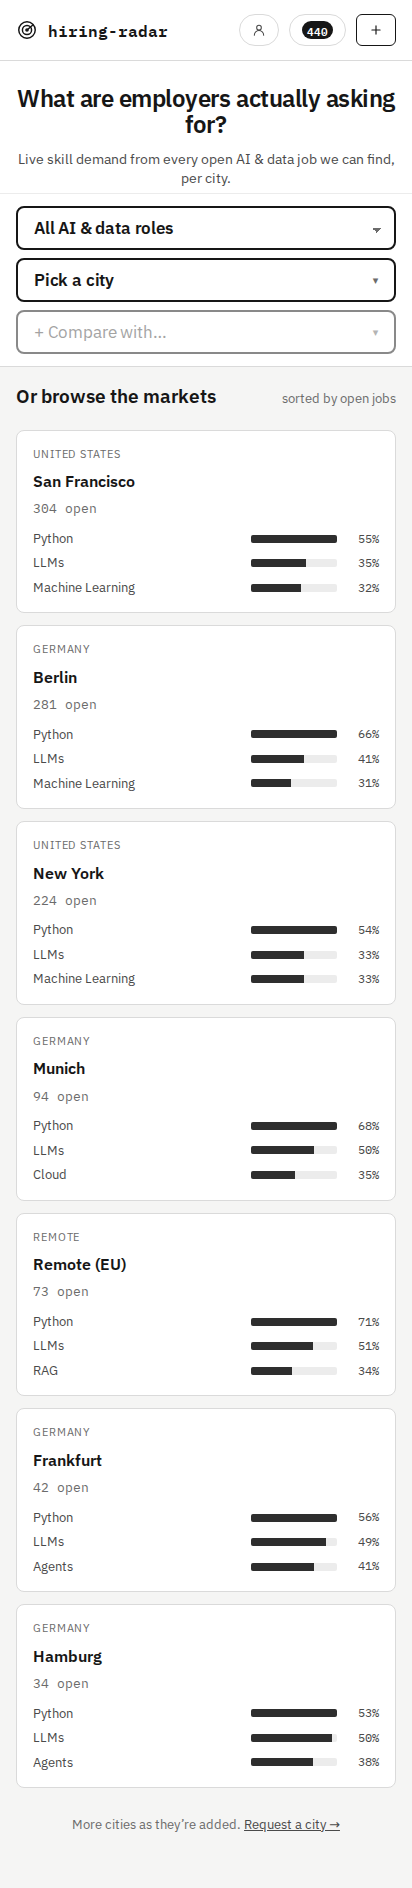 hiring-radar
440
+
What are employers actually asking
for?
Live skill demand from every open AI & data job we can find,
per city.
All AI & data roles
Pick a city
+ Compare with...
Or browse the markets
sorted by open jobs
UNITED STATES
San Francisco
304 open
Python 55%
LLMs 35%
Machine Learning 32%
GERMANY
Berlin
281 open
Python 66%
LLMs 41%
Machine Learning 31%
UNITED STATES
New York
224 open
Python 54%
LLMs 33%
Machine Learning 33%
GERMANY
Munich
94 open
Python 68%
LLMs 50%
Cloud 35%
REMOTE
Remote (EU)
73 open
Python 71%
LLMs 51%
RAG 34%
GERMANY
Frankfurt
42 open
Python 56%
LLMs 49%
Agents 41%
GERMANY
Hamburg
34 open
Python 53%
LLMs 50%
Agents 38%
More cities as they’re added. Request a city →